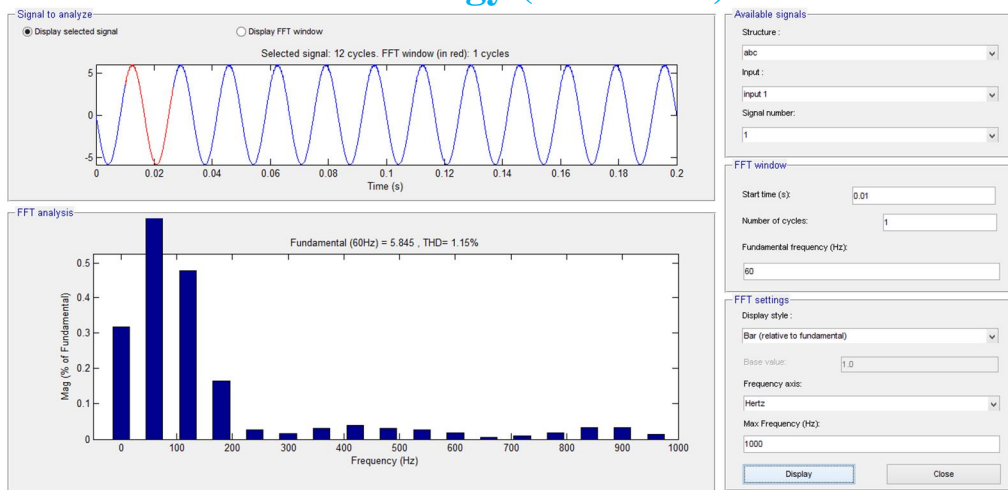 Signal to analyze
Display selected signal
Display FFT window
Selected signal: 12 cycles. FFT window (in red): 1 cycles
5
0
-5
0 0.02 0.04 0.06 0.08 0.1 0.12 0.14 0.16 0.18 0.2
Time (s)
FFT analysis
Fundamental (60Hz) = 5.845 , THD= 1.15%
0.5
0.4
0.3
0.2
0.1
0
Mag (% of Fundamental)
0 100 200 300 400 500 600 700 800 900 1000
Frequency (Hz)
Available signals
Structure :
abc
Input :
input 1
Signal number:
1
FFT window
Start time (s): 0.01
Number of cycles: 1
Fundamental frequency (Hz):
60
FFT settings
Display style :
Bar (relative to fundamental)
Base value: 1.0
Frequency axis:
Hertz
Max Frequency (Hz):
1000
Display Close